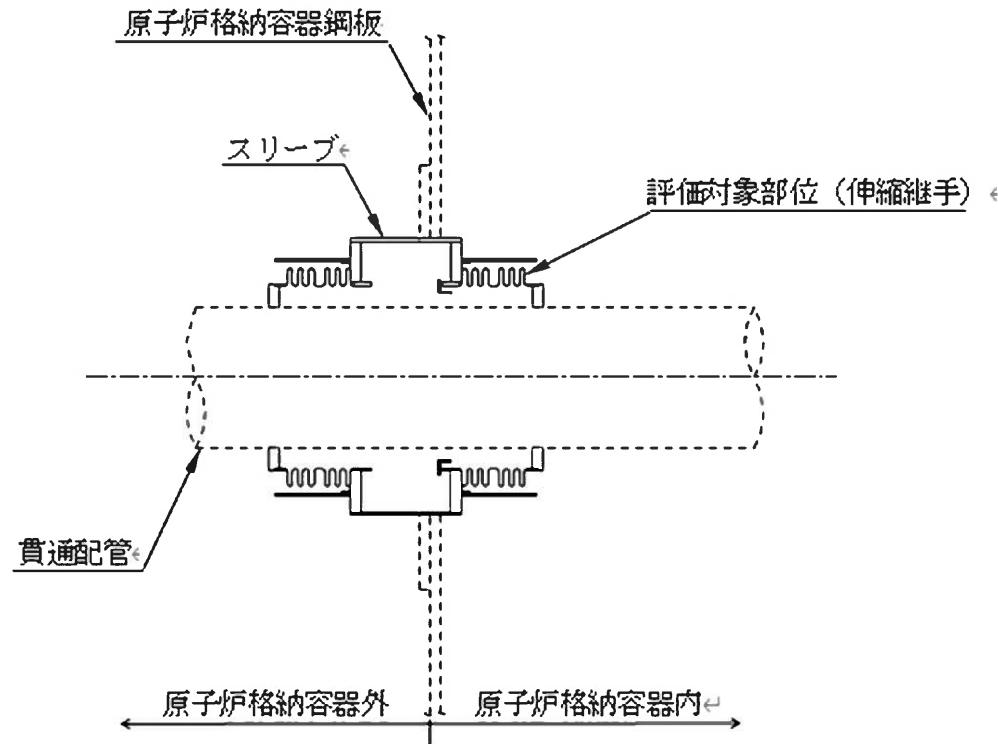 原子炉格納容器鋼板
スリーブ
評価対象部位（伸縮継手）
貫通配管
原子炉格納容器外
原子炉格納容器内